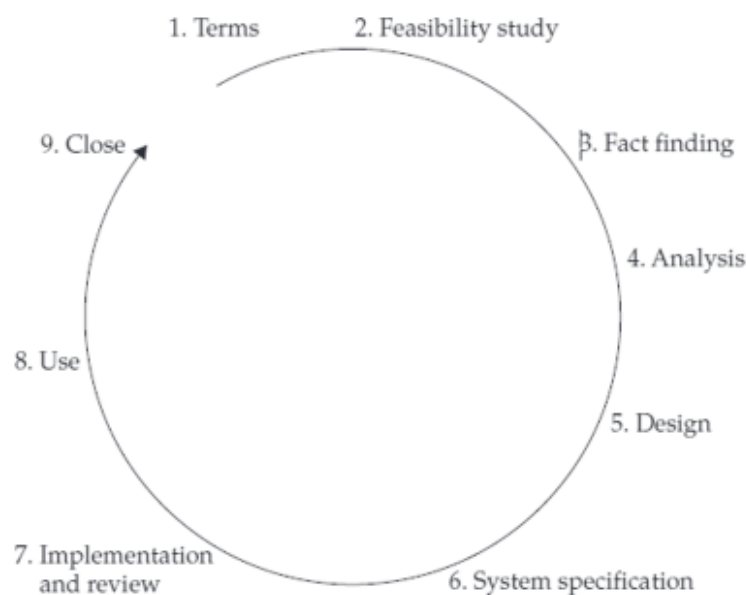 1. Terms
2. Feasibility study
3. Fact finding
4. Analysis
5. Design
6. System specification
7. Implementation
and review
8. Use
9. Close